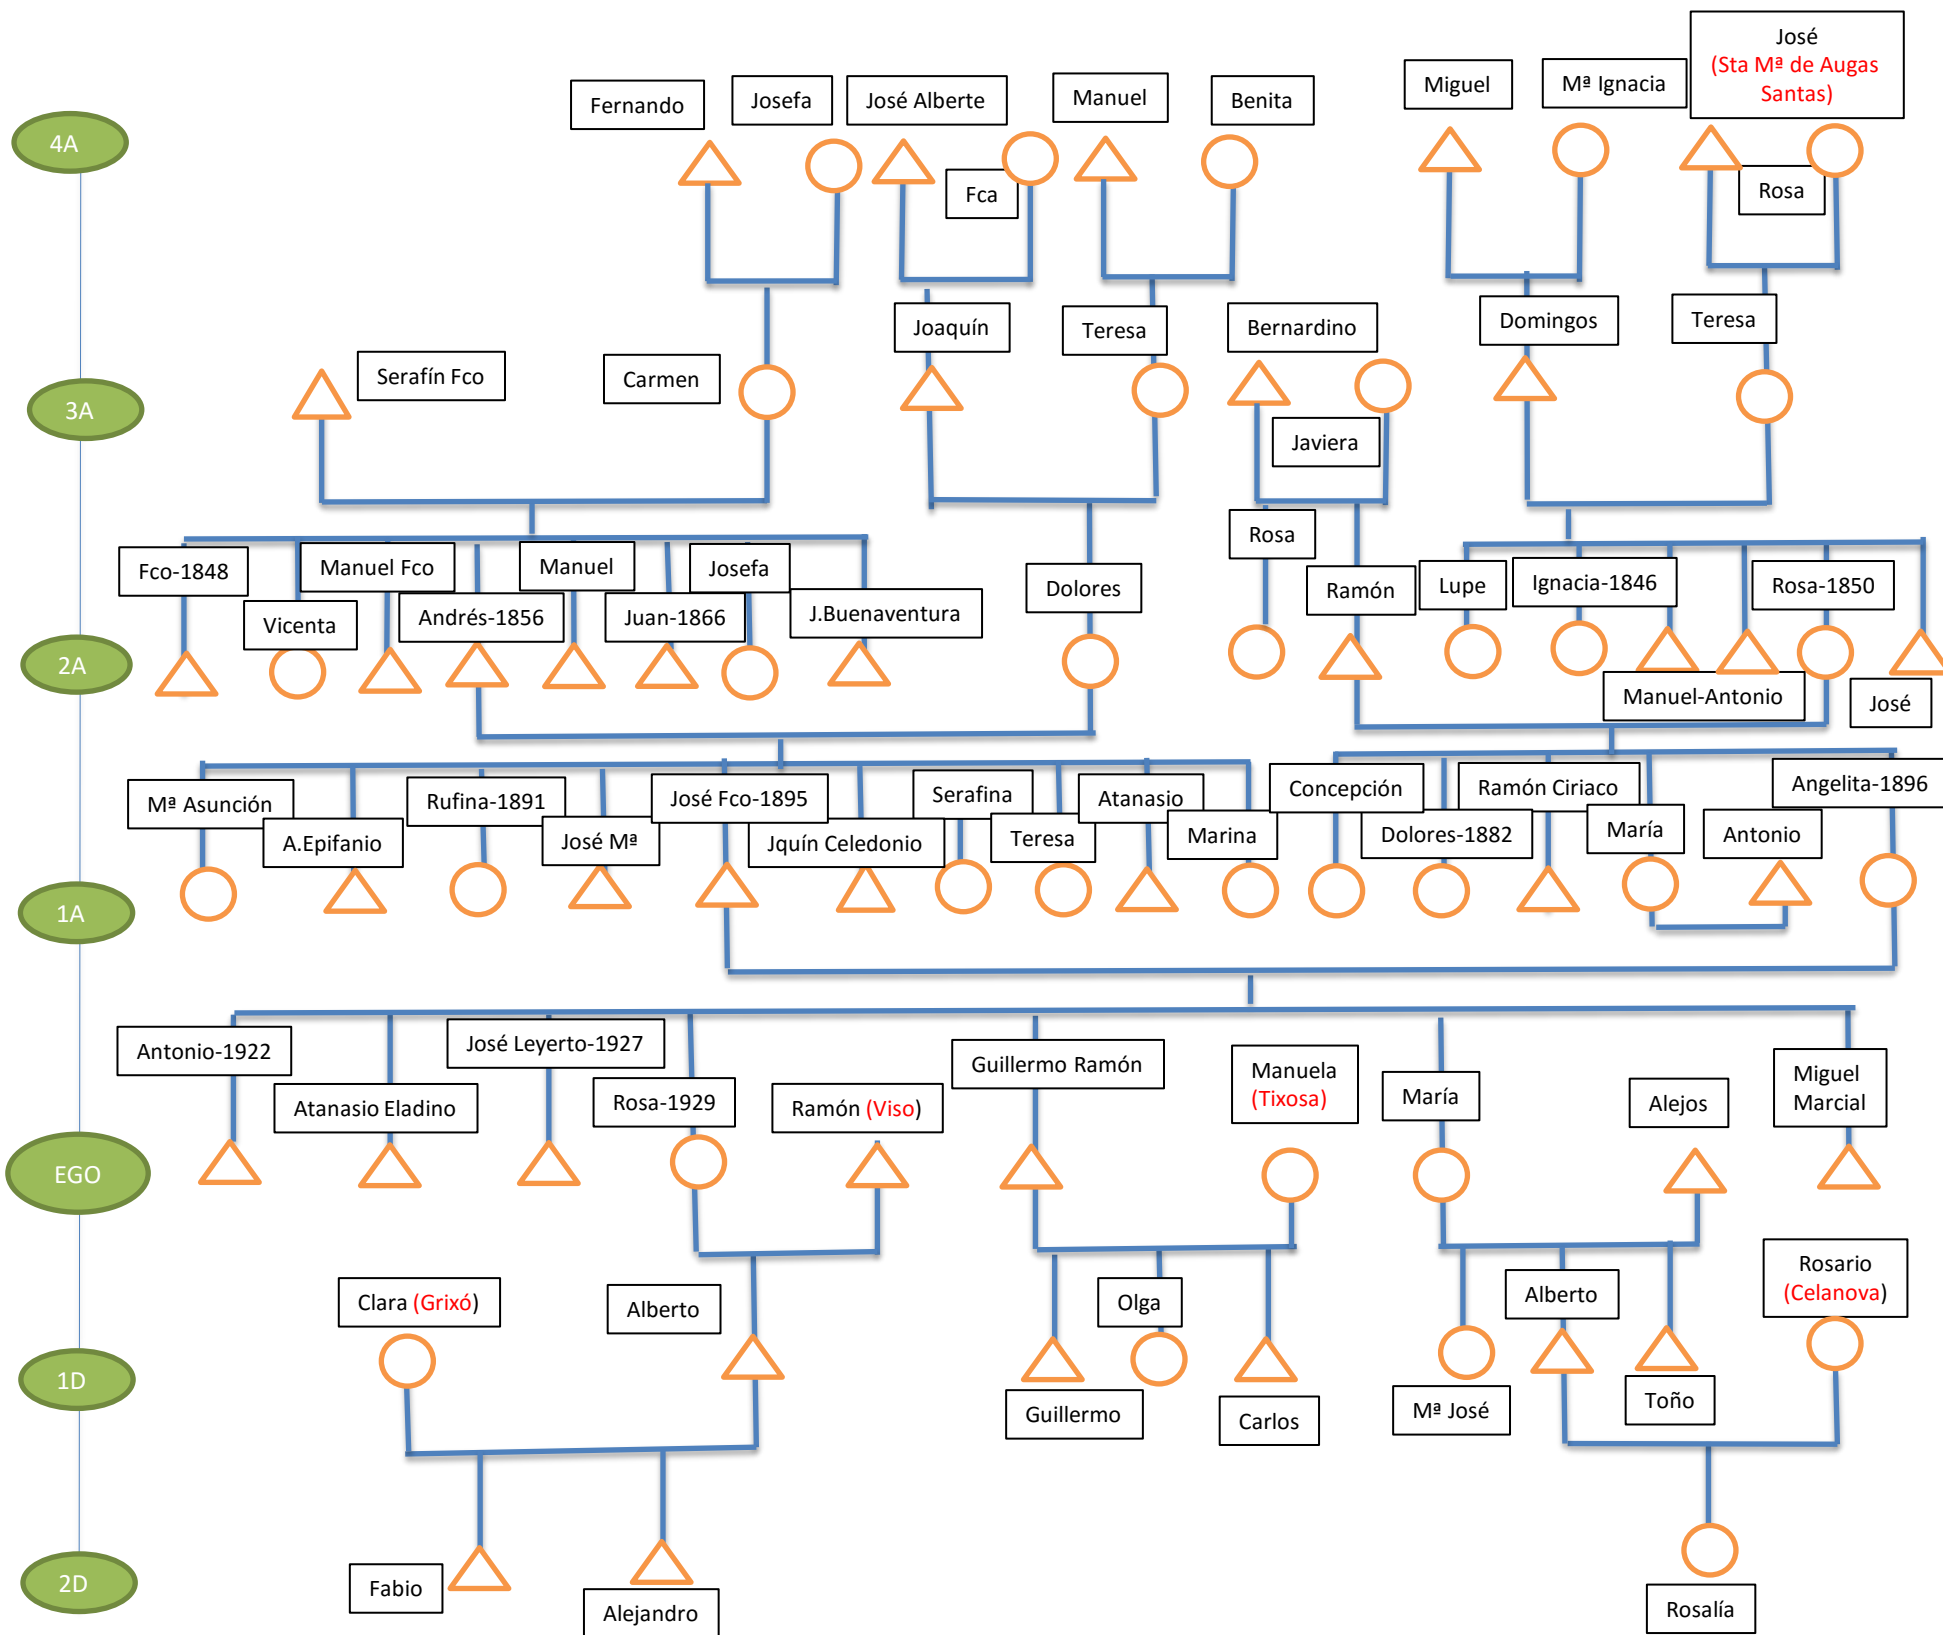 José
(Sta Mª de Augas
Santas)
Fernando
Josefa
José Alberte
Manuel
Benita
Miguel
Mª Ignacia
4A
Fca
Rosa
Joaquín
Teresa
Bernardino
Domingos
Teresa
Serafín Fco
Carmen
3A
Javiera
Rosa
Fco-1848
Manuel Fco
Manuel
Josefa
Dolores
Ramón
Lupe
Ignacia-1846
Rosa-1850
Vicenta
Andrés-1856
Juan-1866
J.Buenaventura
2A
Manuel-Antonio
José
Mª Asunción
Rufina-1891
José Fco-1895
Serafina
Atanasio
Concepción
Ramón Ciriaco
Angelita-1896
A.Epifanio
José Mª
Jquín Celedonio
Teresa
Marina
Dolores-1882
María
Antonio
1A
Antonio-1922
José Leyerto-1927
Guillermo Ramón
Manuela
(Tixosa)
Miguel
Marcial
Atanasio Eladino
Rosa-1929
Ramón (Viso)
María
Alejos
EGO
Clara (Grixó)
Alberto
Olga
Alberto
Rosario
(Celanova)
1D
Guillermo
Carlos
Mª José
Toño
2D
Fabio
Alejandro
Rosalía